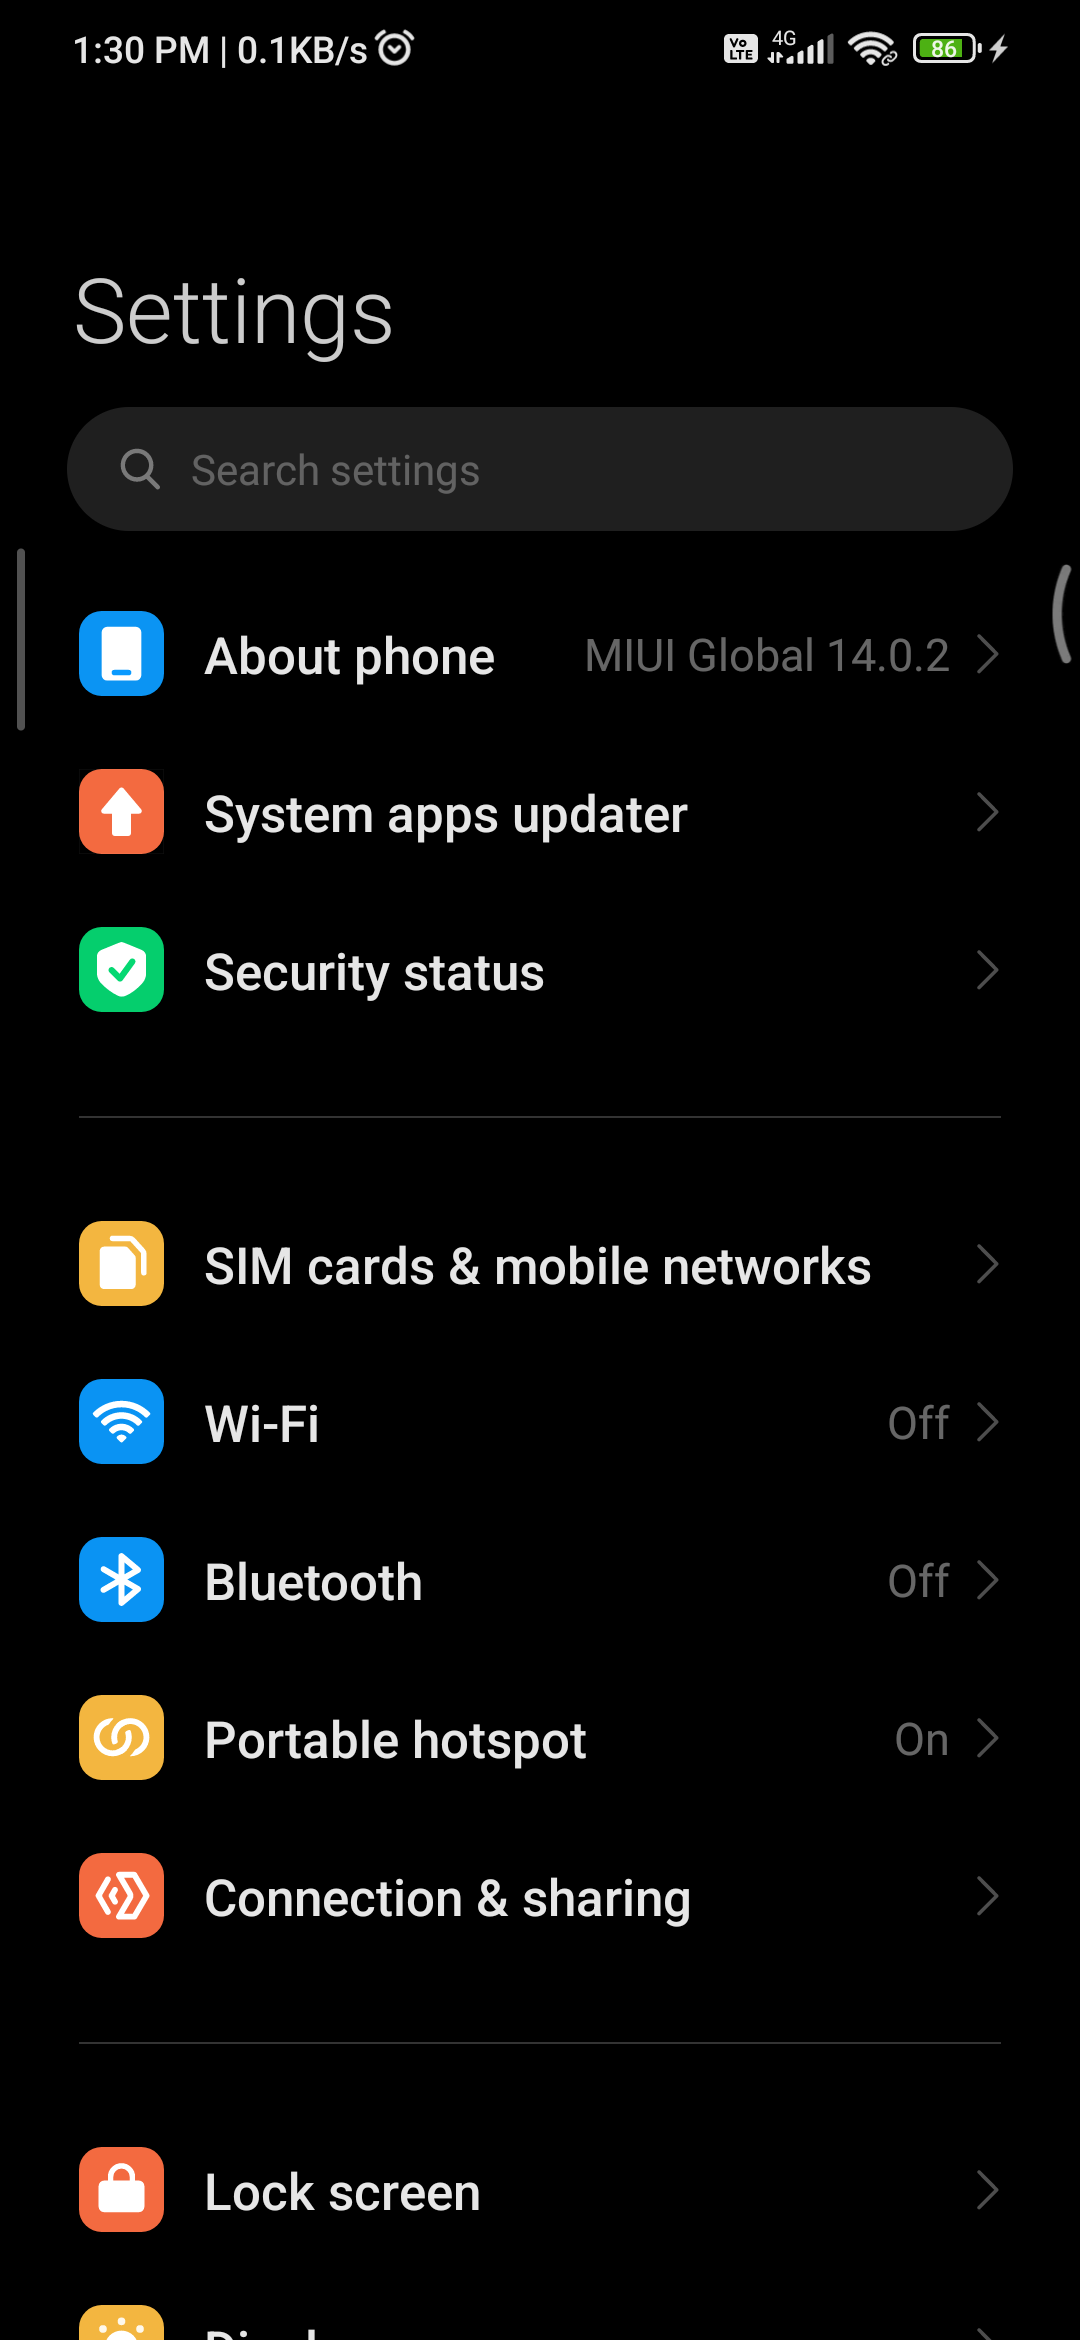 1:30 PM | 0.1KB/s Vo LTE 4G 86
Settings
Search settings
About phone MIUI Global 14.0.2
System apps updater
Security status
SIM cards & mobile networks
Wi-Fi Off
Bluetooth Off
Portable hotspot On
Connection & sharing
Lock screen